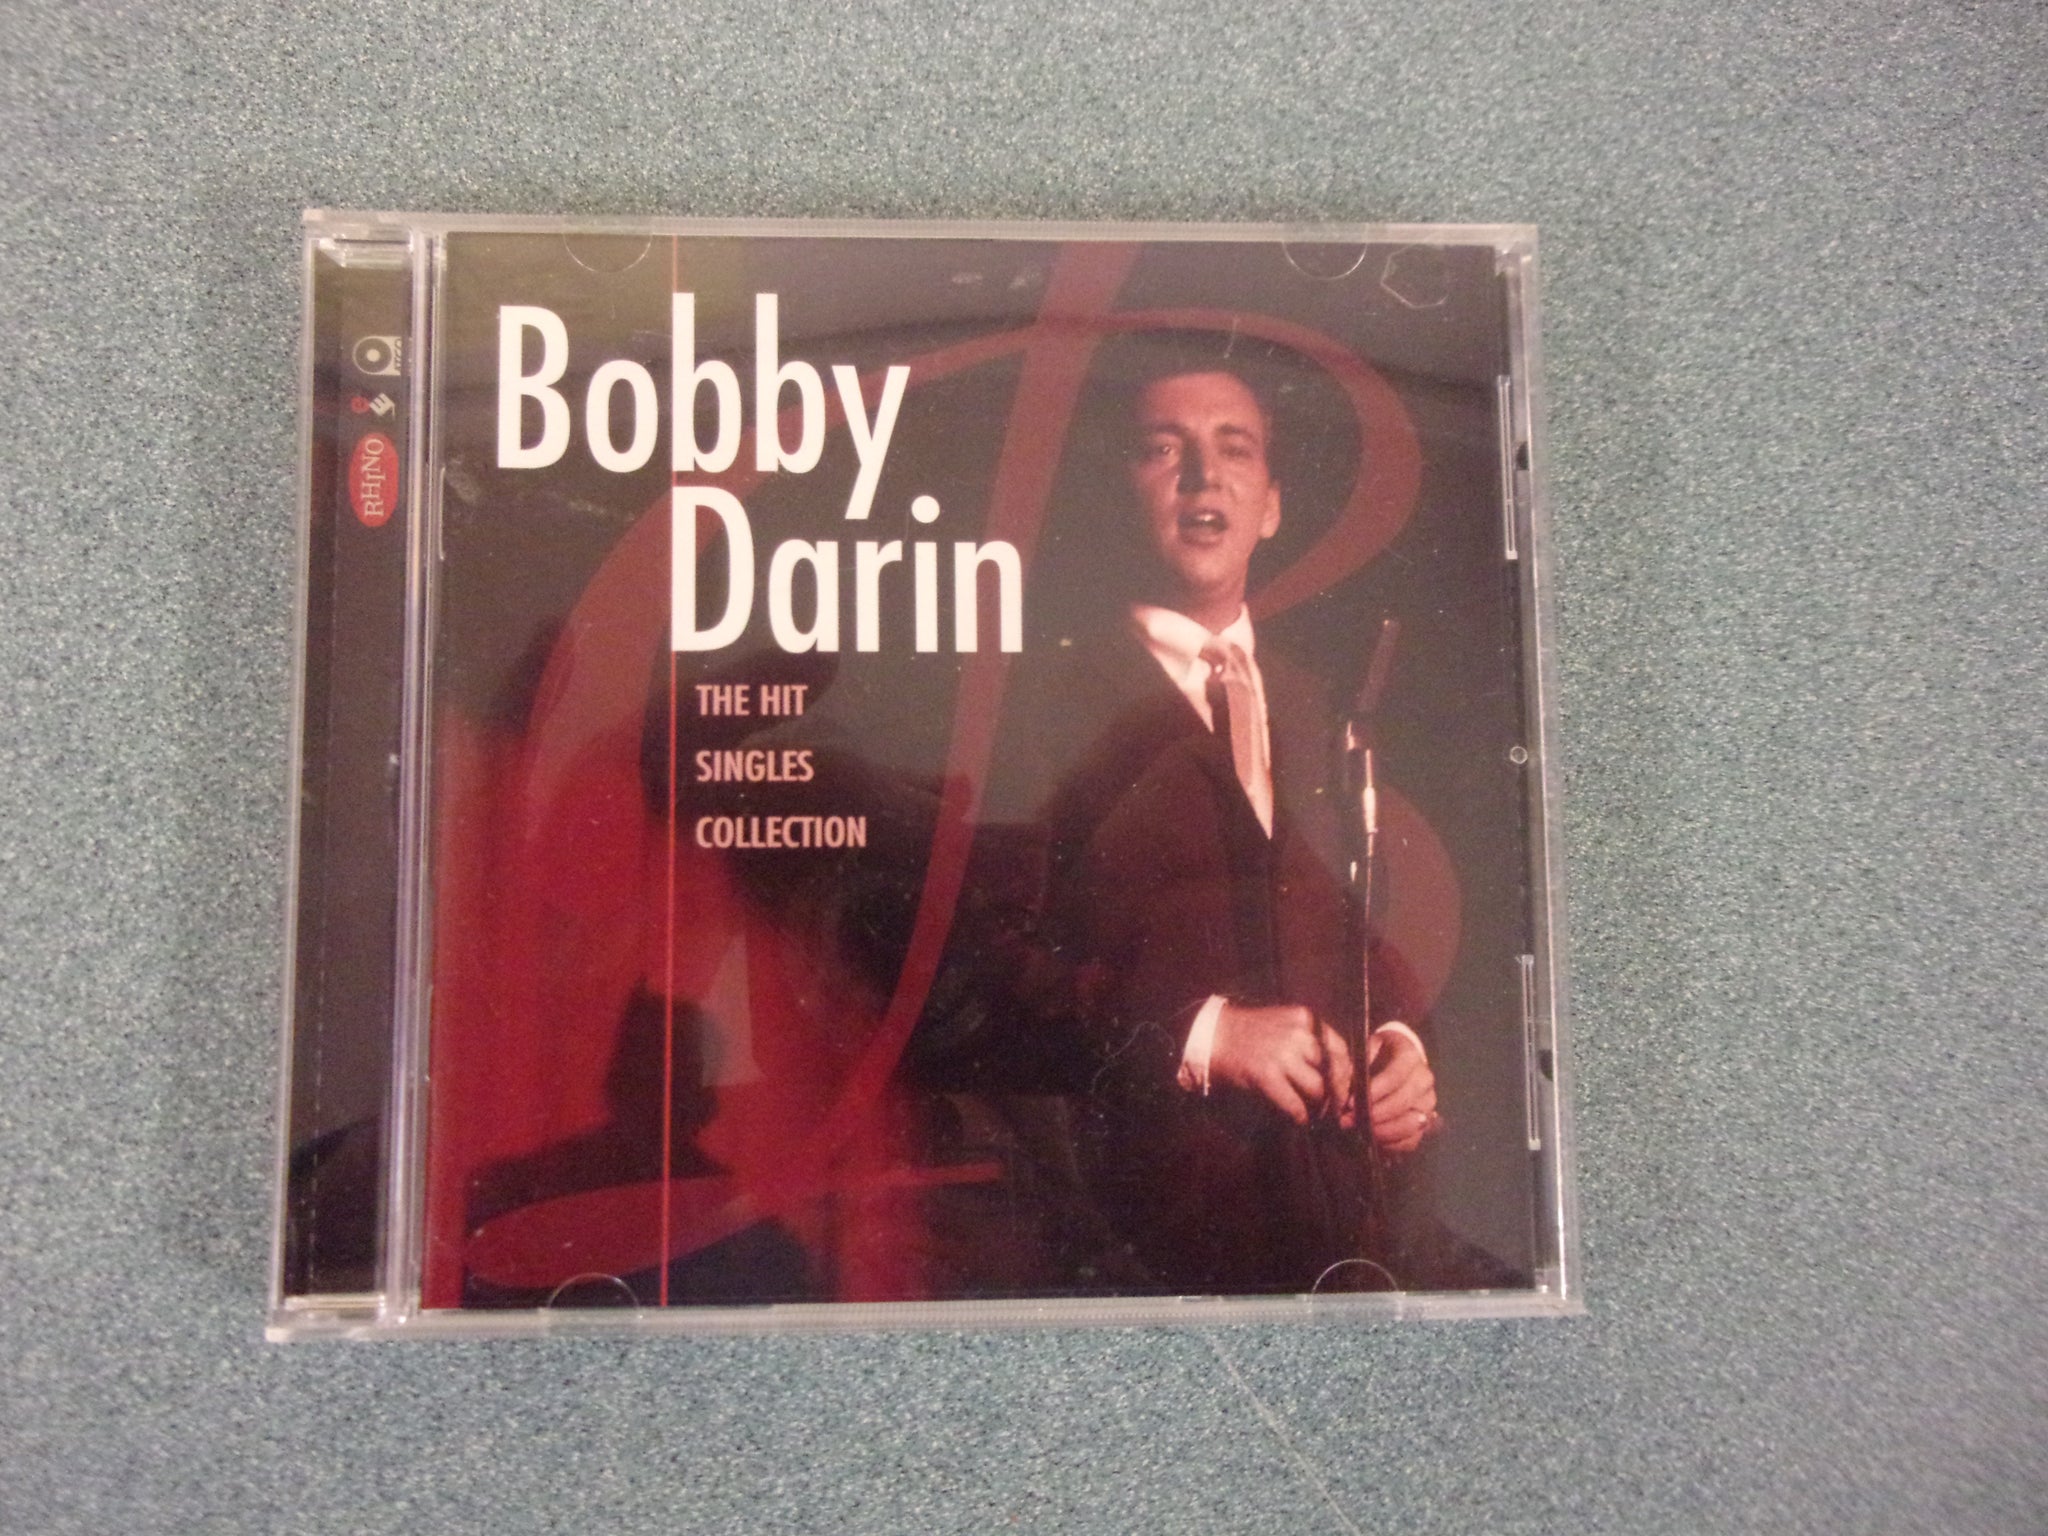 Bobby
Darin
THE HIT
SINGLES
COLLECTION
RHINO